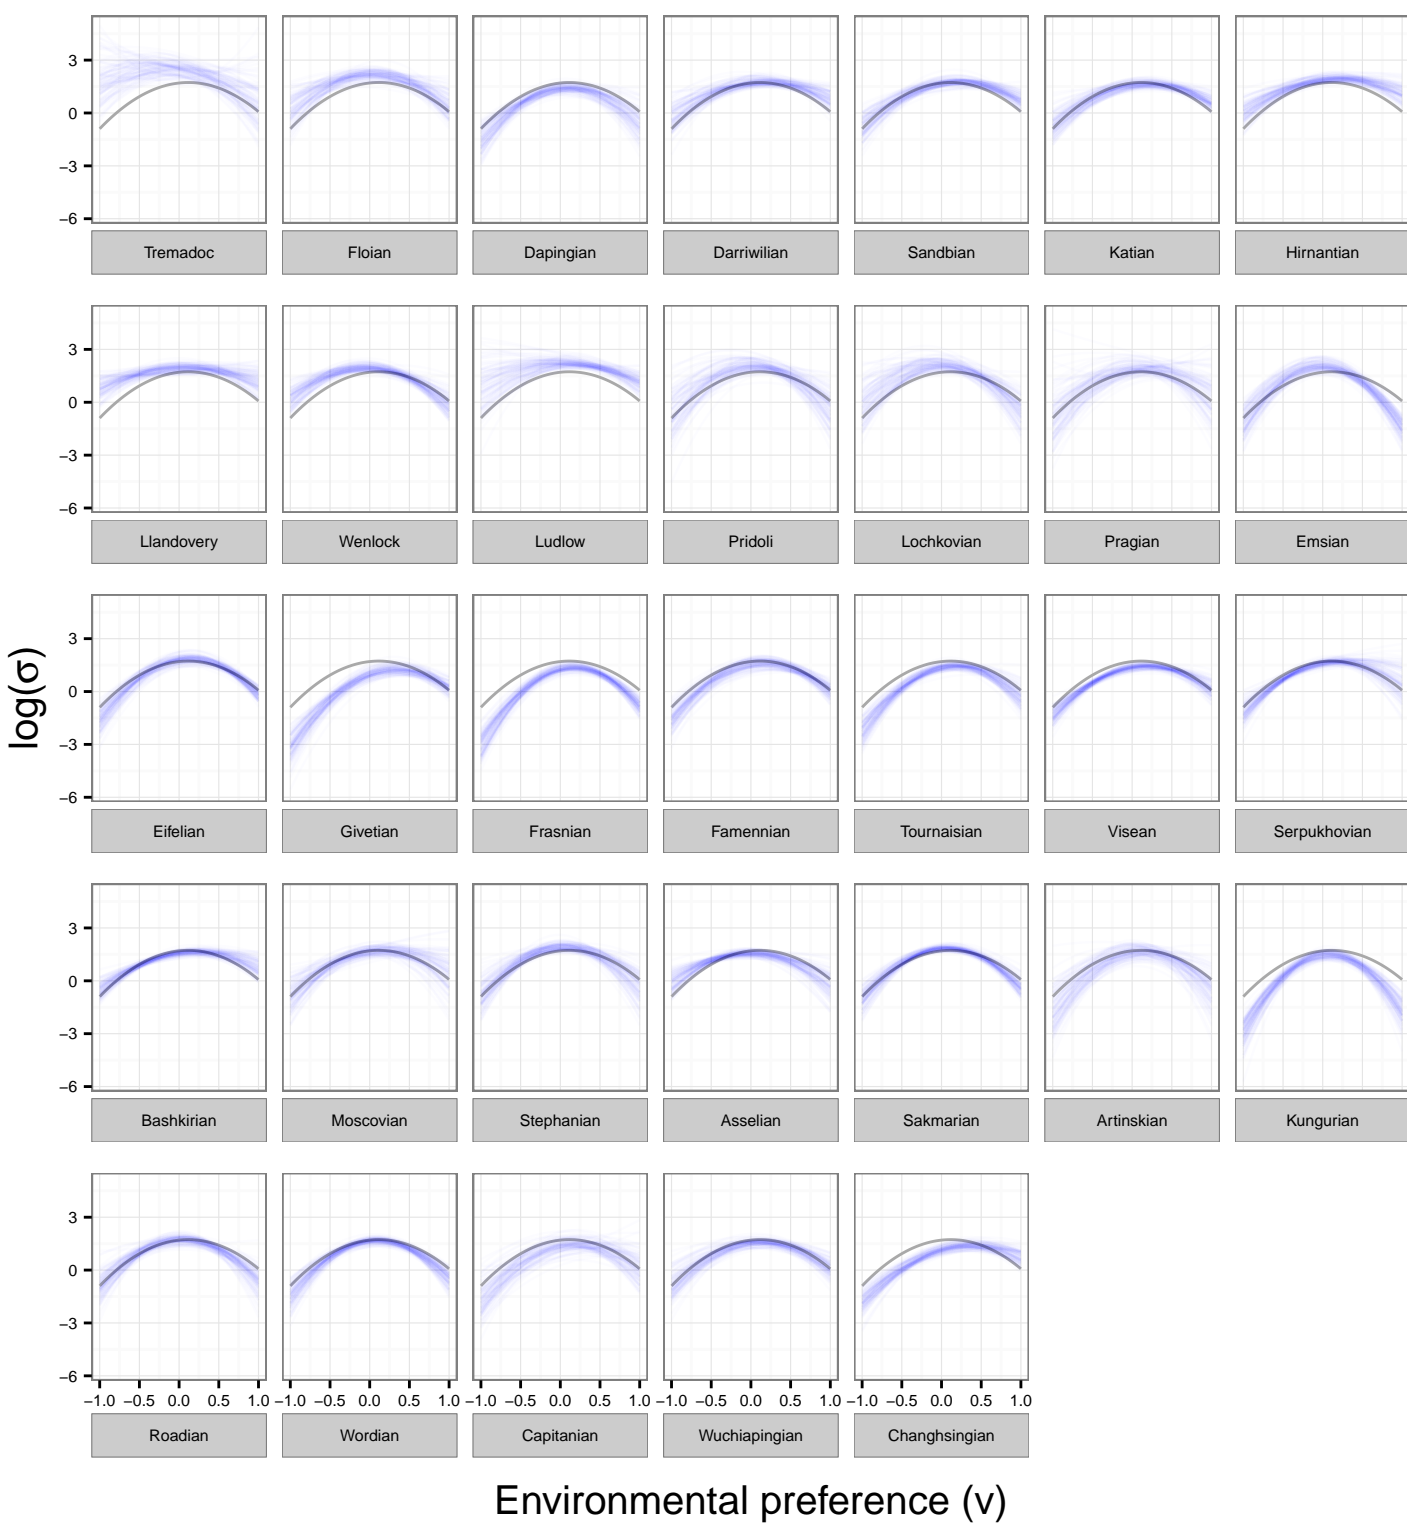 3
0
−3
−6
Tremadoc Floian Dapingian Darriwilian Sandbian Katian Hirnantian
3
0
−3
−6
Llandovery Wenlock Ludlow Pridoli Lochkovian Pragian Emsian
log(σ)
3
0
−3
−6
Eifelian Givetian Frasnian Famennian Tournaisian Visean Serpukhovian
3
0
−3
−6
Bashkirian Moscovian Stephanian Asselian Sakmarian Artinskian Kungurian
3
0
−3
−6
−1.0 −0.5 0.0 0.5 1.0 −1.0 −0.5 0.0 0.5 1.0 −1.0 −0.5 0.0 0.5 1.0 −1.0 −0.5 0.0 0.5 1.0 −1.0 −0.5 0.0 0.5 1.0
Roadian Wordian Capitanian Wuchiapingian Changhsingian
Environmental preference (v)